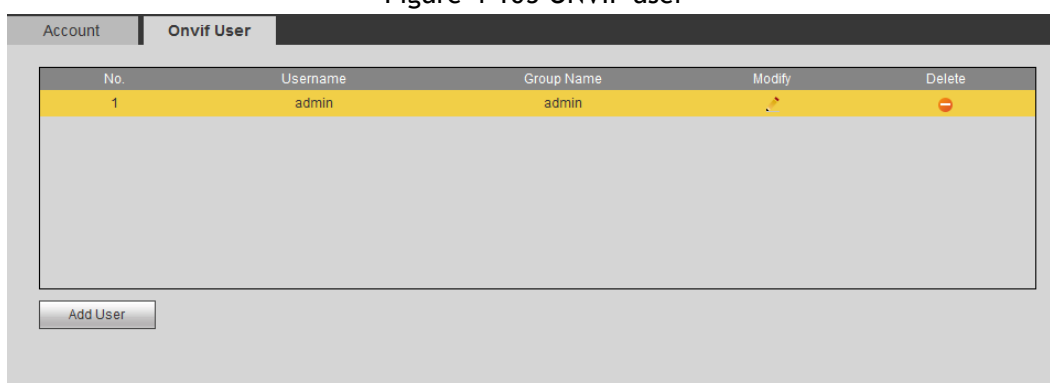 Account Onvif User
No. Username Group Name Modify Delete
1 admin admin
Add User